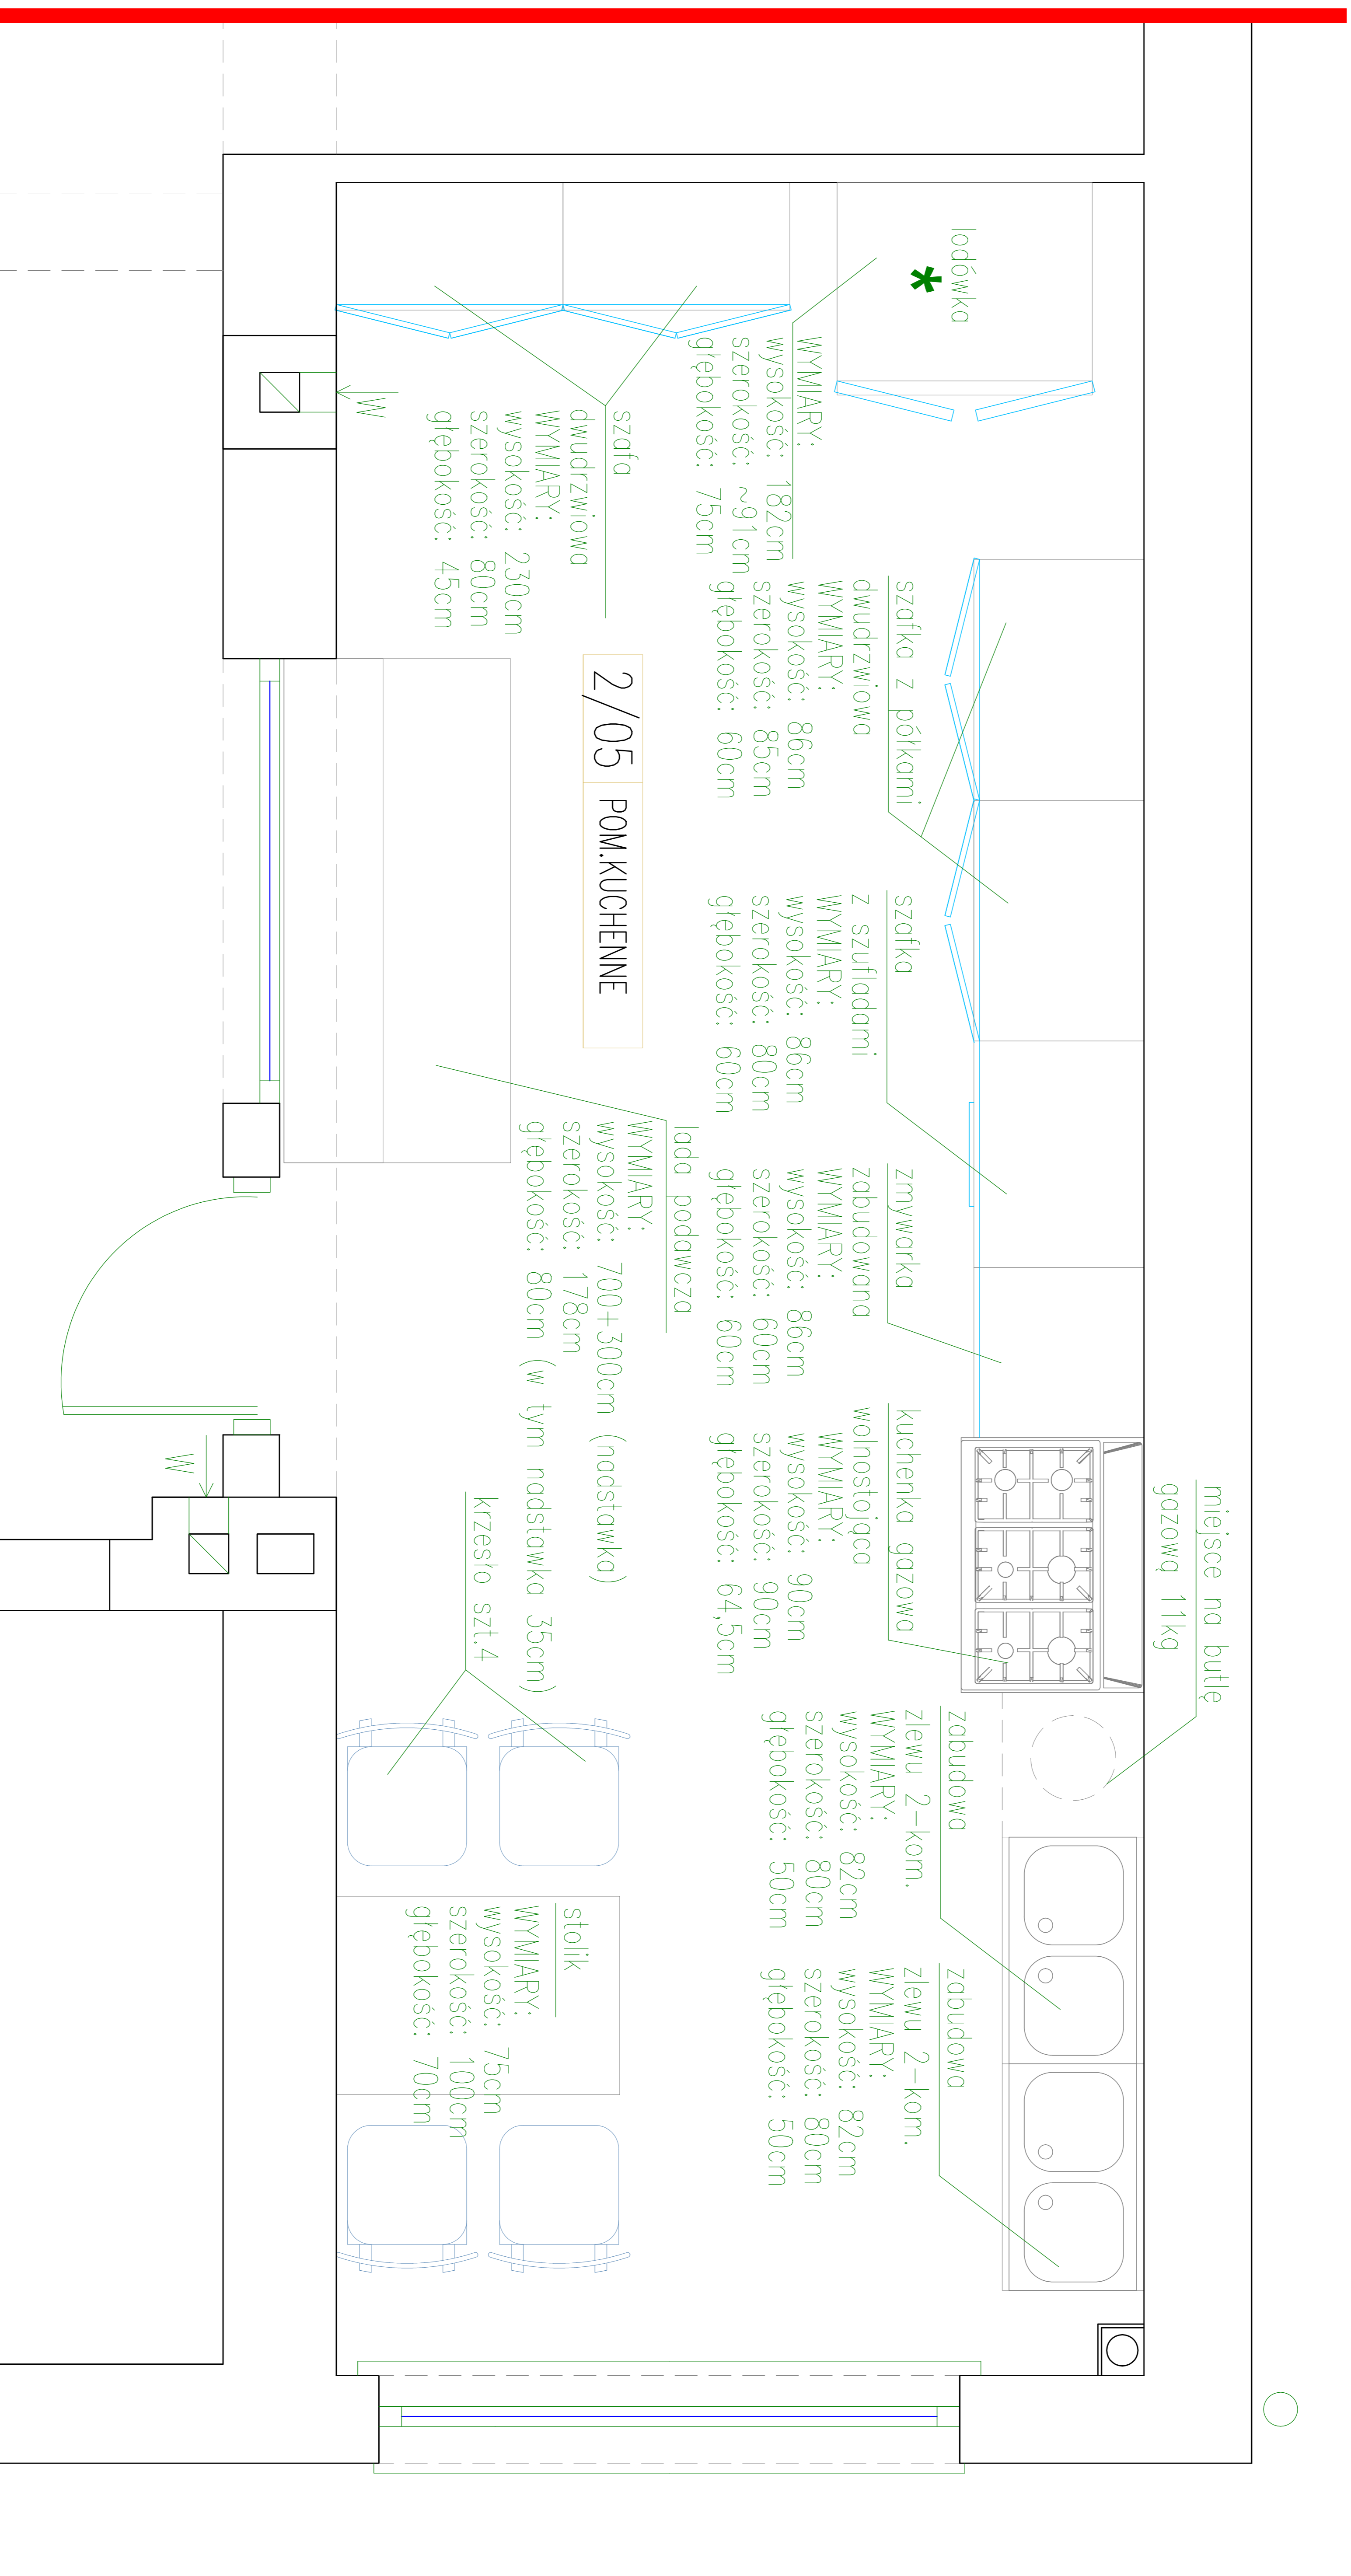 miejsce na butlę
gazową 11kg
lodówka
*
WYMIARY:
wysokość: 182cm
szerokość: ~91cm
głębokość: 75cm
szafka z półkami
dwudrzwiowa
WYMIARY:
wysokość: 86cm
szerokość: 85cm
głębokość: 60cm
szafka
z szufladami
WYMIARY:
wysokość: 86cm
szerokość: 80cm
głębokość: 60cm
zmywarka
zabudowana
WYMIARY:
wysokość: 86cm
szerokość: 60cm
głębokość: 60cm
kuchenka gazowa
wolnostojąca
WYMIARY:
wysokość: 90cm
szerokość: 90cm
głębokość: 64,5cm
zabudowa
zlewu 2-kom.
WYMIARY:
wysokość: 82cm
szerokość: 80cm
głębokość: 50cm
zabudowa
zlewu 2-kom.
WYMIARY:
wysokość: 82cm
szerokość: 80cm
głębokość: 50cm
szafa
dwudrzwiowa
WYMIARY:
wysokość: 230cm
szerokość: 80cm
głębokość: 45cm
2/05 POM.KUCHENNE
lada podawcza
WYMIARY:
wysokość: 700+300cm (nadstawka)
szerokość: 178cm
głębokość: 80cm (w tym nadstawka 35cm)
krzesło szt.4
stolik
WYMIARY:
wysokość: 75cm
szerokość: 100cm
głębokość: 70cm
W
W